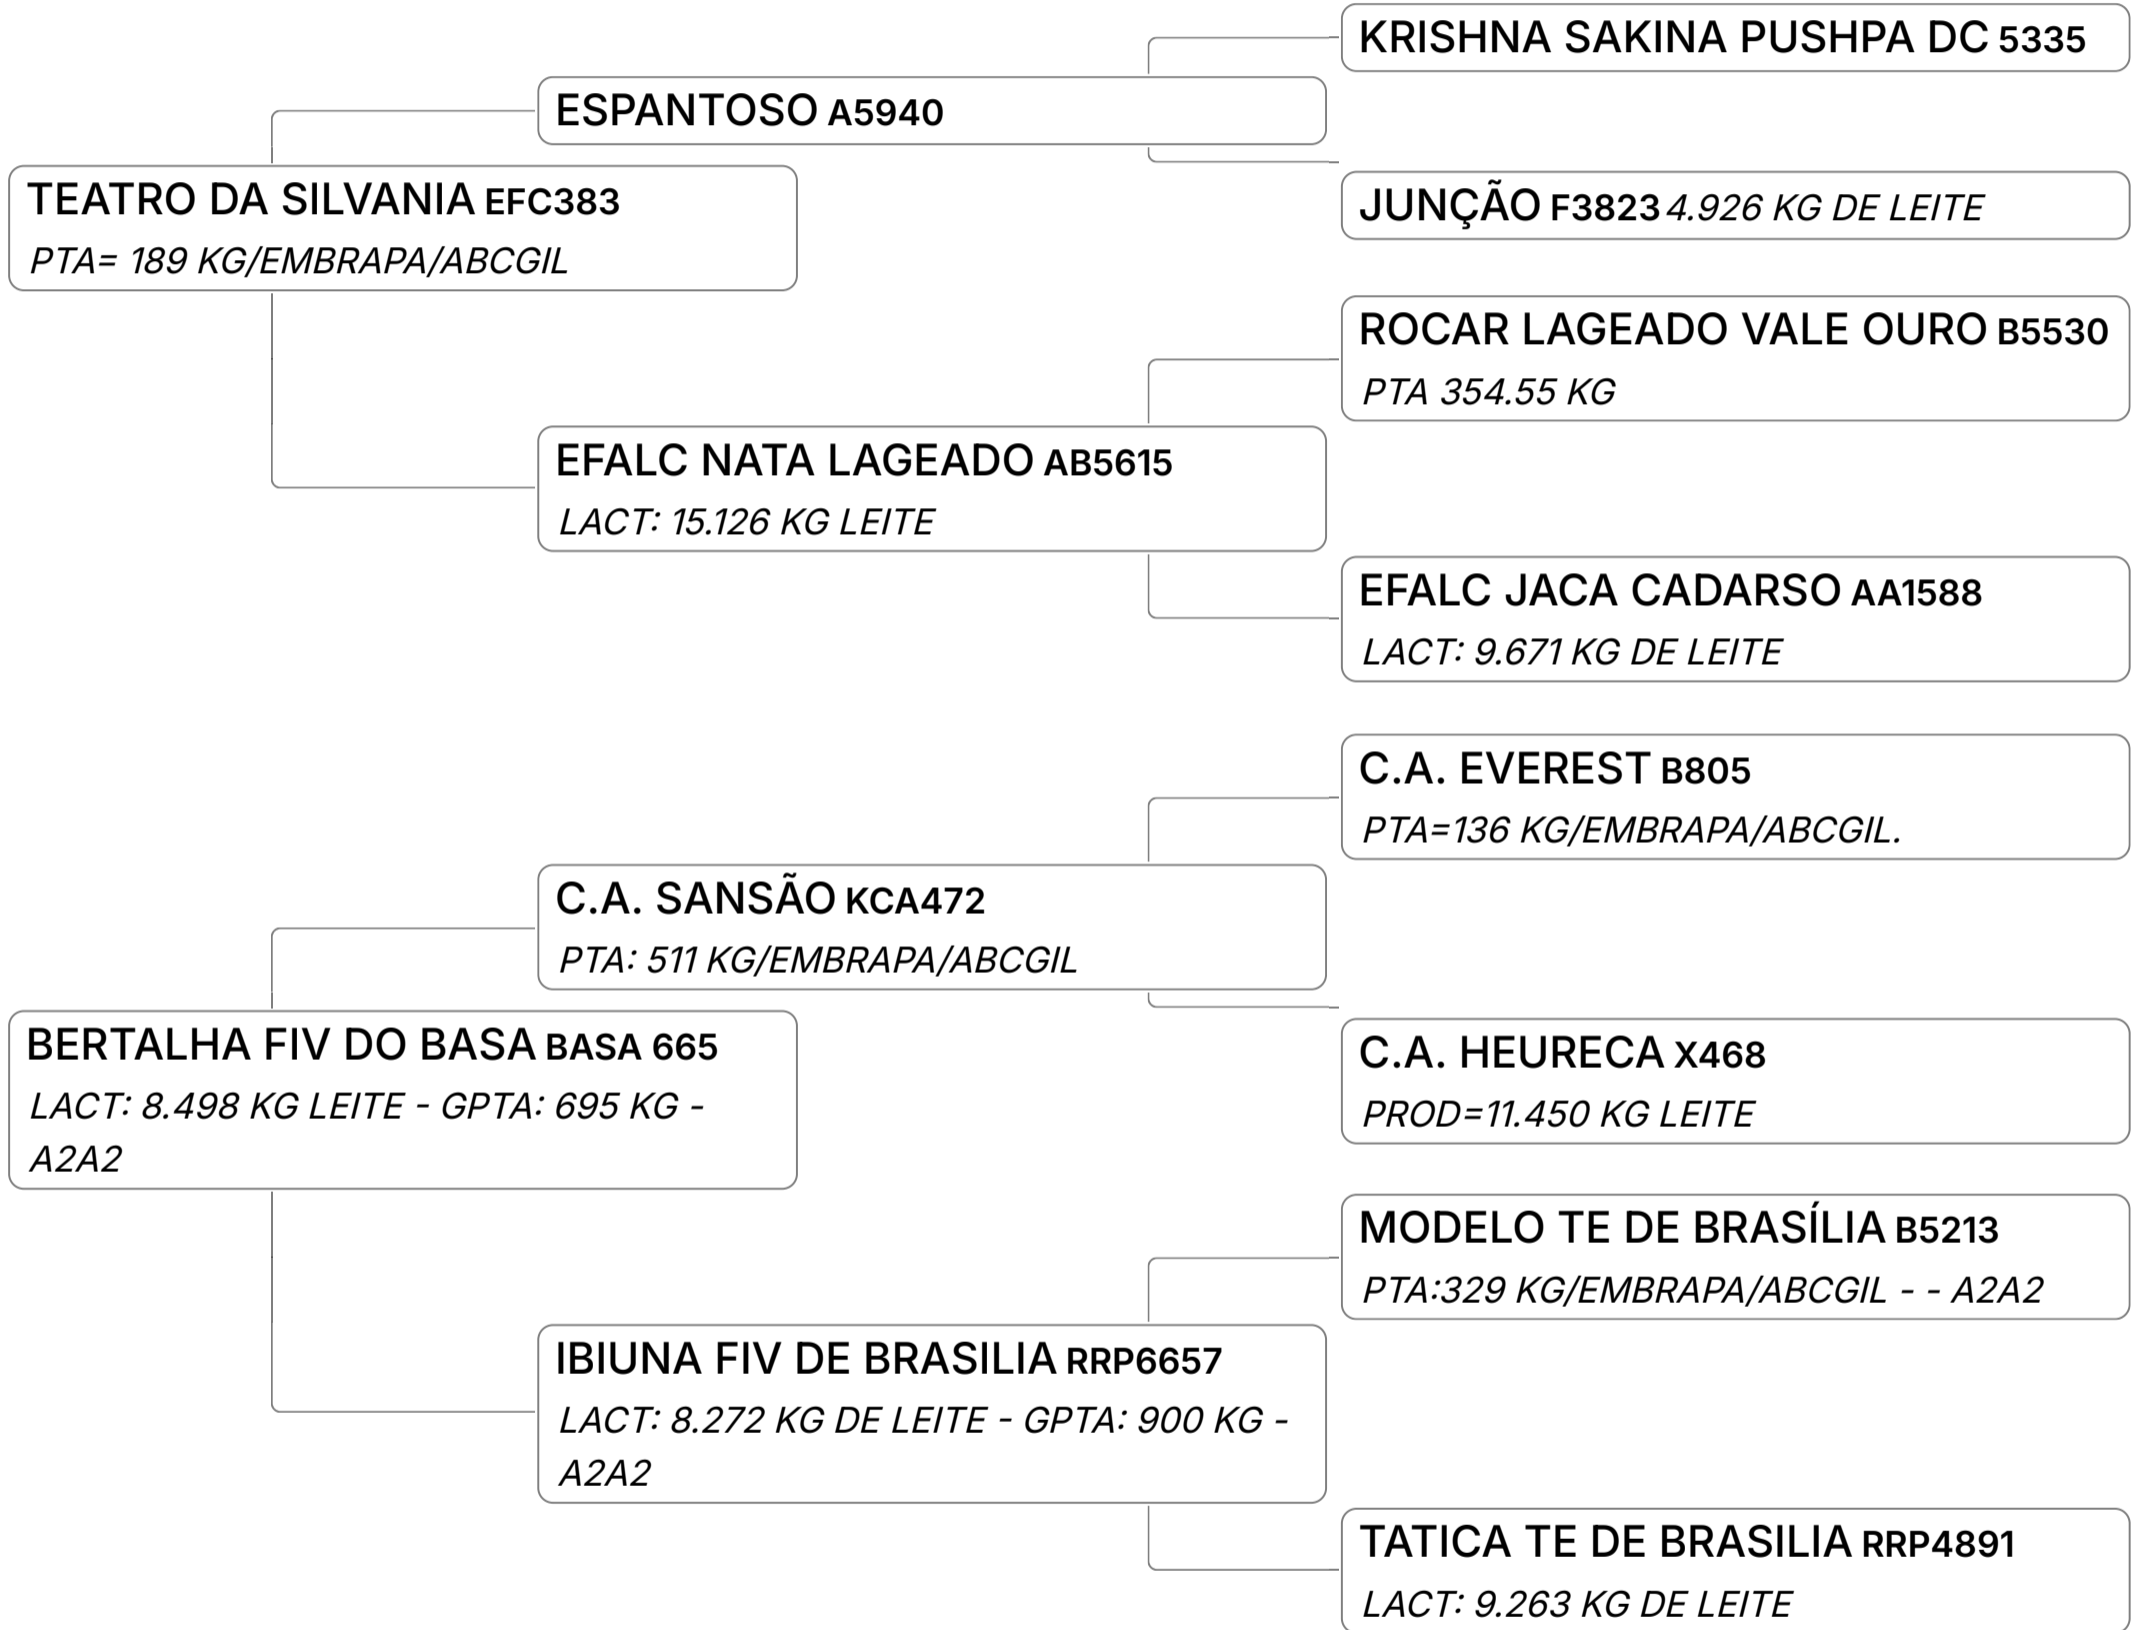 KRISHNA SAKINA PUSHPA DC 5335
ESPANTOSO A5940
JUNÇÃO F3823 4.926 KG DE LEITE
TEATRO DA SILVANIA EFC383
PTA= 189 KG/EMBRAPA/ABCGIL
ROCAR LAGEADO VALE OURO B5530
PTA 354.55 KG
EFALC NATA LAGEADO AB5615
LACT: 15.126 KG LEITE
EFALC JACA CADARSO AA1588
LACT: 9.671 KG DE LEITE
C.A. EVEREST B805
PTA=136 KG/EMBRAPA/ABCGIL.
C.A. SANSÃO KCA472
PTA: 511 KG/EMBRAPA/ABCGIL
C.A. HEURECA X468
PROD=11.450 KG LEITE
BERTALHA FIV DO BASA BASA 665
LACT: 8.498 KG LEITE - GPTA: 695 KG -
A2A2
MODELO TE DE BRASÍLIA B5213
PTA:329 KG/EMBRAPA/ABCGIL - - A2A2
IBIUNA FIV DE BRASILIA RRP6657
LACT: 8.272 KG DE LEITE - GPTA: 900 KG -
A2A2
TATICA TE DE BRASILIA RRP4891
LACT: 9.263 KG DE LEITE